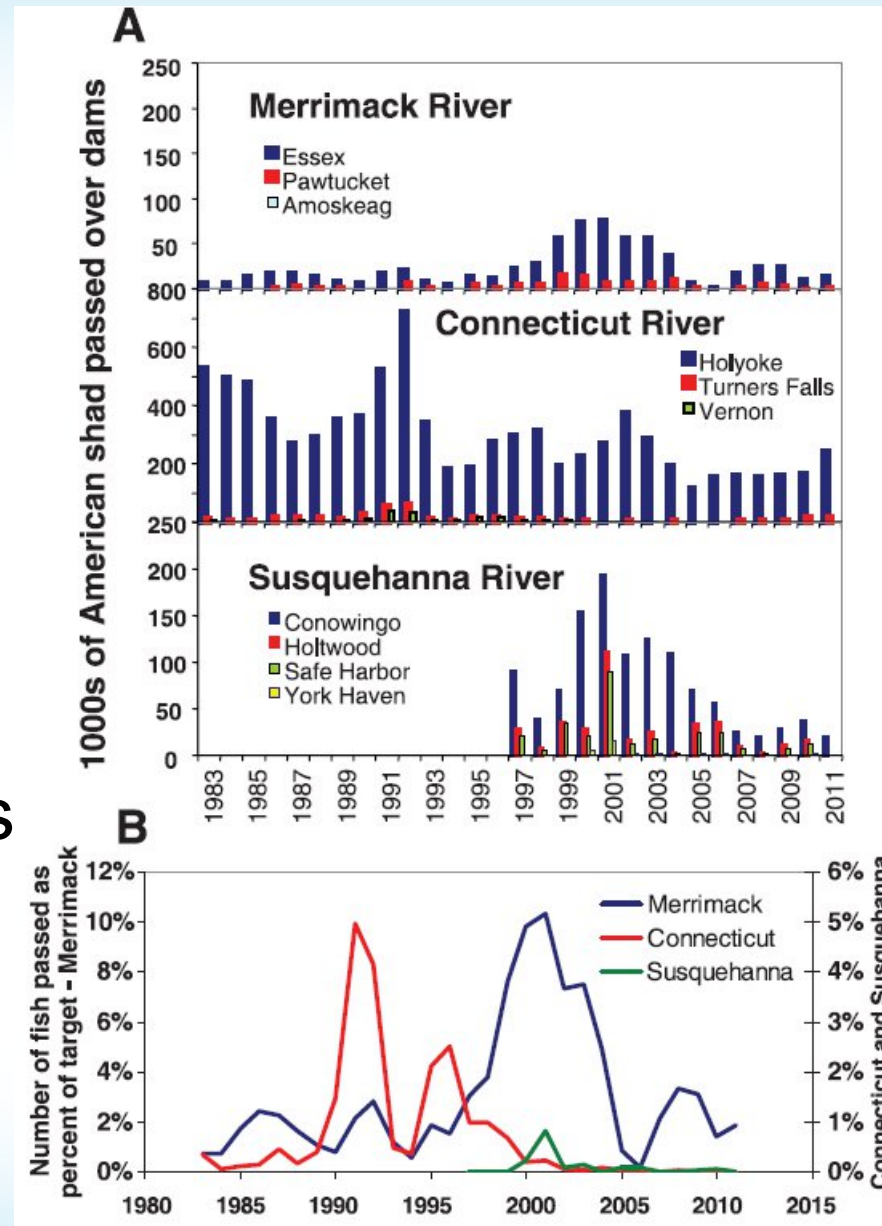 A
1000s of American shad passed over dams
250
200
150
100
50
Merrimack River
Essex
Pawtucket
Amoskeag
800
600
400
200
Connecticut River
Holyoke
Turners Falls
Vernon
250
200
150
100
50
0
Susquehanna River
Conowingo
Holtwood
Safe Harbor
York Haven
1983
1985
1987
1989
1991
1993
1995
1997
1999
2001
2003
2005
2007
2009
2011
S
B
Number of fish passed as
percent of target - Merrimack
12%
10%
8%
6%
4%
2%
0%
Merrimack
Connecticut
Susquehanna
6%
5%
4%
3%
2%
1%
0%
Connecticut and Susquehanna
1980
1985
1990
1995
2000
2005
2010
2015